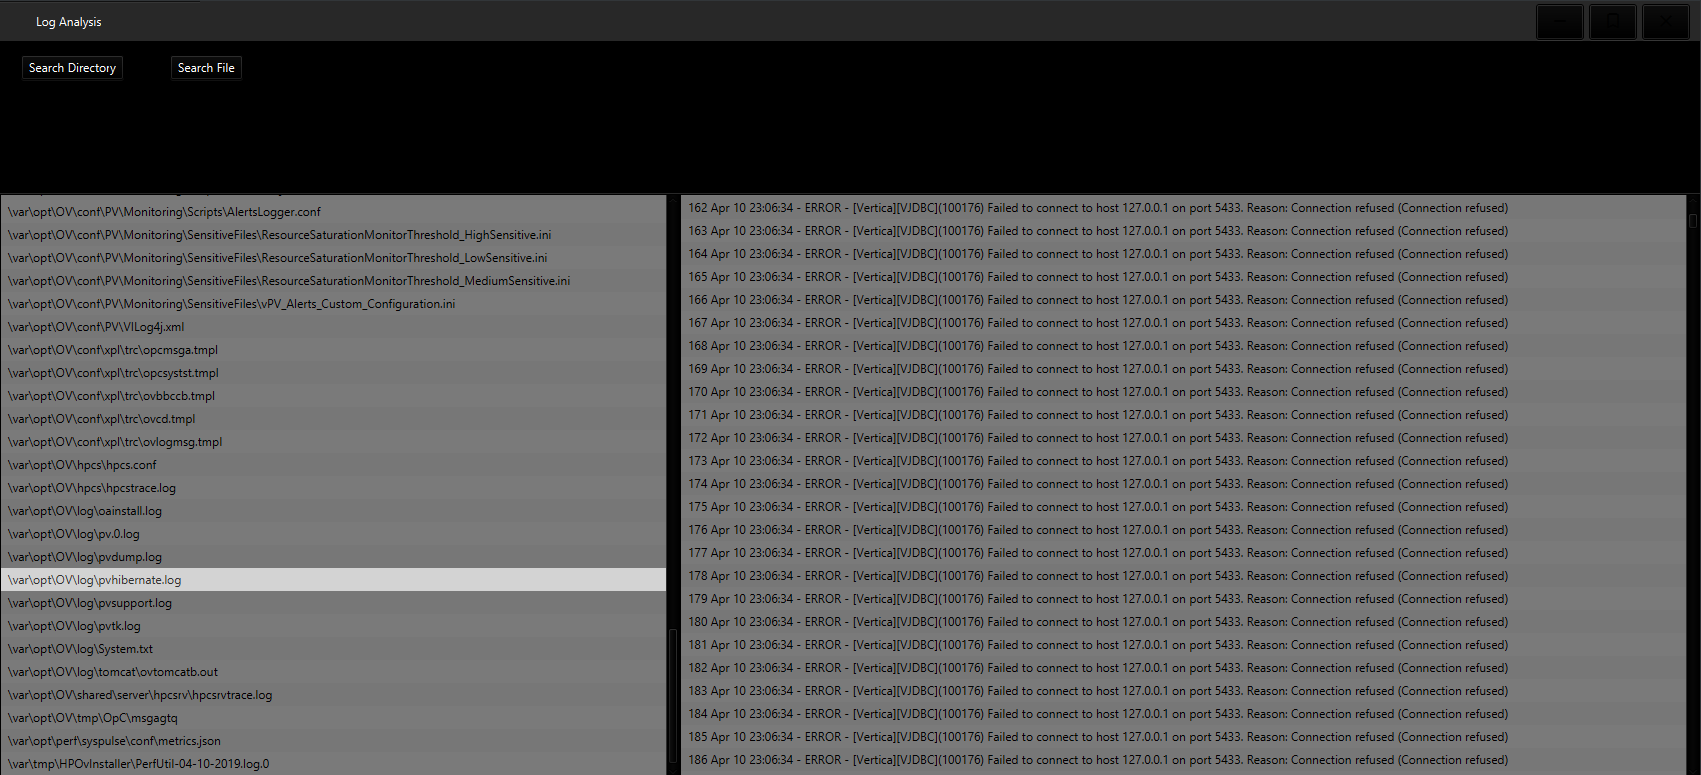 Log Analysis
Search Directory
Search File
\var\opt\OV\conf\PV\Monitoring\Scripts\AlertsLogger.conf
\var\opt\OV\conf\PV\Monitoring\SensitiveFiles\ResourceSaturationMonitorThreshold_HighSensitive.ini
\var\opt\OV\conf\PV\Monitoring\SensitiveFiles\ResourceSaturationMonitorThreshold_LowSensitive.ini
\var\opt\OV\conf\PV\Monitoring\SensitiveFiles\ResourceSaturationMonitorThreshold_MediumSensitive.ini
\var\opt\OV\conf\PV\Monitoring\SensitiveFiles\vPV_Alerts_Custom_Configuration.ini
\var\opt\OV\conf\PV\VILog4j.xml
\var\opt\OV\conf\xpl\trc\opcmsga.tmpl
\var\opt\OV\conf\xpl\trc\opcsystst.tmpl
\var\opt\OV\conf\xpl\trc\ovbbccb.tmpl
\var\opt\OV\conf\xpl\trc\ovcd.tmpl
\var\opt\OV\conf\xpl\trc\ovlogmsg.tmpl
\var\opt\OV\hpcs\hpcs.conf
\var\opt\OV\hpcs\hpcstrace.log
\var\opt\OV\log\oainstall.log
\var\opt\OV\log\pv.0.log
\var\opt\OV\log\pvdump.log
\var\opt\OV\log\pvhibernate.log
\var\opt\OV\log\pvsupport.log
\var\opt\OV\log\pvtk.log
\var\opt\OV\log\System.txt
\var\opt\OV\log\tomcat\ovtomcatb.out
\var\opt\OV\shared\server\hpcsrv\hpcsrvtrace.log
\var\opt\OV\tmp\OpC\msgagtq
\var\opt\perf\syspulse\conf\metrics.json
\var\tmp\HPOvInstaller\PerfUtil-04-10-2019.log.0
162 Apr 10 23:06:34 - ERROR - [Vertica][VJDBC](100176) Failed to connect to host 127.0.0.1 on port 5433. Reason: Connection refused (Connection refused)
163 Apr 10 23:06:34 - ERROR - [Vertica][VJDBC](100176) Failed to connect to host 127.0.0.1 on port 5433. Reason: Connection refused (Connection refused)
164 Apr 10 23:06:34 - ERROR - [Vertica][VJDBC](100176) Failed to connect to host 127.0.0.1 on port 5433. Reason: Connection refused (Connection refused)
165 Apr 10 23:06:34 - ERROR - [Vertica][VJDBC](100176) Failed to connect to host 127.0.0.1 on port 5433. Reason: Connection refused (Connection refused)
166 Apr 10 23:06:34 - ERROR - [Vertica][VJDBC](100176) Failed to connect to host 127.0.0.1 on port 5433. Reason: Connection refused (Connection refused)
167 Apr 10 23:06:34 - ERROR - [Vertica][VJDBC](100176) Failed to connect to host 127.0.0.1 on port 5433. Reason: Connection refused (Connection refused)
168 Apr 10 23:06:34 - ERROR - [Vertica][VJDBC](100176) Failed to connect to host 127.0.0.1 on port 5433. Reason: Connection refused (Connection refused)
169 Apr 10 23:06:34 - ERROR - [Vertica][VJDBC](100176) Failed to connect to host 127.0.0.1 on port 5433. Reason: Connection refused (Connection refused)
170 Apr 10 23:06:34 - ERROR - [Vertica][VJDBC](100176) Failed to connect to host 127.0.0.1 on port 5433. Reason: Connection refused (Connection refused)
171 Apr 10 23:06:34 - ERROR - [Vertica][VJDBC](100176) Failed to connect to host 127.0.0.1 on port 5433. Reason: Connection refused (Connection refused)
172 Apr 10 23:06:34 - ERROR - [Vertica][VJDBC](100176) Failed to connect to host 127.0.0.1 on port 5433. Reason: Connection refused (Connection refused)
173 Apr 10 23:06:34 - ERROR - [Vertica][VJDBC](100176) Failed to connect to host 127.0.0.1 on port 5433. Reason: Connection refused (Connection refused)
174 Apr 10 23:06:34 - ERROR - [Vertica][VJDBC](100176) Failed to connect to host 127.0.0.1 on port 5433. Reason: Connection refused (Connection refused)
175 Apr 10 23:06:34 - ERROR - [Vertica][VJDBC](100176) Failed to connect to host 127.0.0.1 on port 5433. Reason: Connection refused (Connection refused)
176 Apr 10 23:06:34 - ERROR - [Vertica][VJDBC](100176) Failed to connect to host 127.0.0.1 on port 5433. Reason: Connection refused (Connection refused)
177 Apr 10 23:06:34 - ERROR - [Vertica][VJDBC](100176) Failed to connect to host 127.0.0.1 on port 5433. Reason: Connection refused (Connection refused)
178 Apr 10 23:06:34 - ERROR - [Vertica][VJDBC](100176) Failed to connect to host 127.0.0.1 on port 5433. Reason: Connection refused (Connection refused)
179 Apr 10 23:06:34 - ERROR - [Vertica][VJDBC](100176) Failed to connect to host 127.0.0.1 on port 5433. Reason: Connection refused (Connection refused)
180 Apr 10 23:06:34 - ERROR - [Vertica][VJDBC](100176) Failed to connect to host 127.0.0.1 on port 5433. Reason: Connection refused (Connection refused)
181 Apr 10 23:06:34 - ERROR - [Vertica][VJDBC](100176) Failed to connect to host 127.0.0.1 on port 5433. Reason: Connection refused (Connection refused)
182 Apr 10 23:06:34 - ERROR - [Vertica][VJDBC](100176) Failed to connect to host 127.0.0.1 on port 5433. Reason: Connection refused (Connection refused)
183 Apr 10 23:06:34 - ERROR - [Vertica][VJDBC](100176) Failed to connect to host 127.0.0.1 on port 5433. Reason: Connection refused (Connection refused)
184 Apr 10 23:06:34 - ERROR - [Vertica][VJDBC](100176) Failed to connect to host 127.0.0.1 on port 5433. Reason: Connection refused (Connection refused)
185 Apr 10 23:06:34 - ERROR - [Vertica][VJDBC](100176) Failed to connect to host 127.0.0.1 on port 5433. Reason: Connection refused (Connection refused)
186 Apr 10 23:06:34 - ERROR - [Vertica][VJDBC](100176) Failed to connect to host 127.0.0.1 on port 5433. Reason: Connection refused (Connection refused)